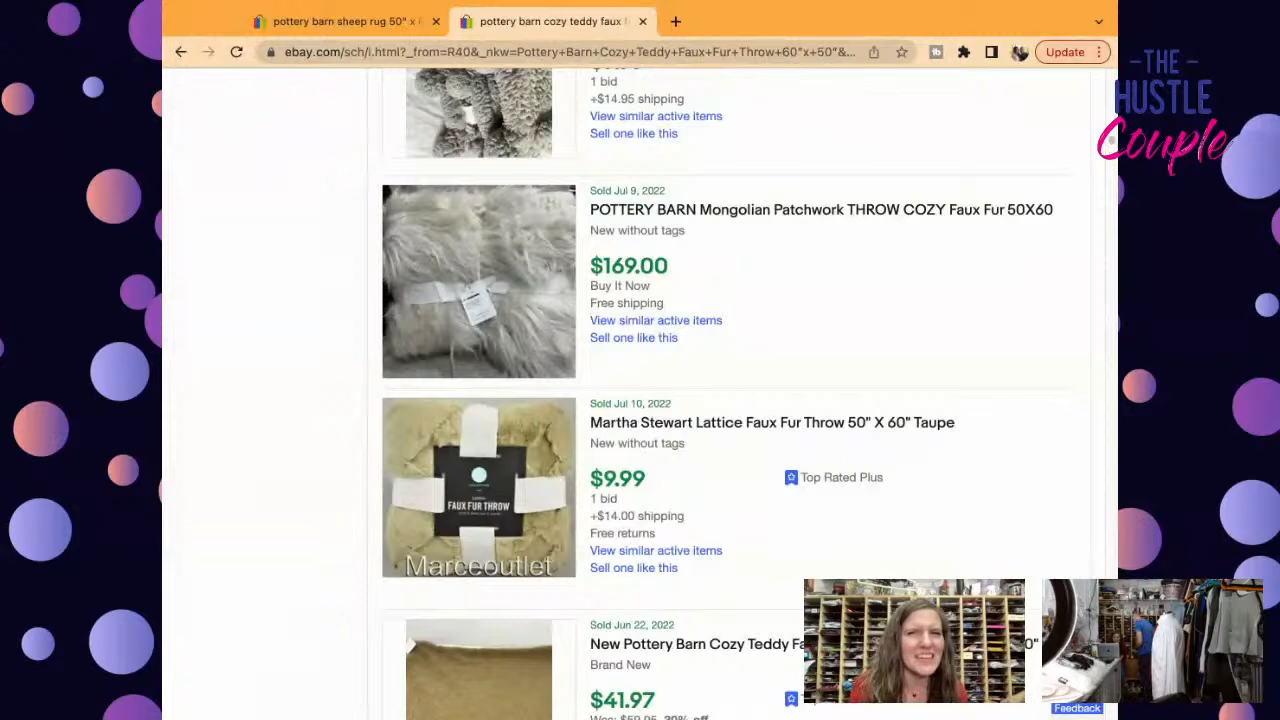 pottery barn sheep rug 50" x
pottery barn cozy teddy faux
ebay.com/sch/i.html?_from=R40&_nkw=Pottery+Barn+Cozy+Teddy+Faux+Fur+Throw+60"x+50"&...
Update
-THE-
HUSTLE
Couple
1 bid
+$14.95 shipping
View similar active items
Sell one like this
Sold Jul 9, 2022
POTTERY BARN Mongolian Patchwork THROW COZY Faux Fur 50X60
New without tags
$169.00
Buy It Now
Free shipping
View similar active items
Sell one like this
Sold Jul 10, 2022
Martha Stewart Lattice Faux Fur Throw 50" X 60" Taupe
New without tags
$9.99
Top Rated Plus
1 bid
+$14.00 shipping
Free returns
View similar active items
Sell one like this
FAUX FUR THROW
Marceoutlet
Sold Jun 22, 2022
New Pottery Barn Cozy Teddy Fa
0"
Brand New
$41.97
Feedback